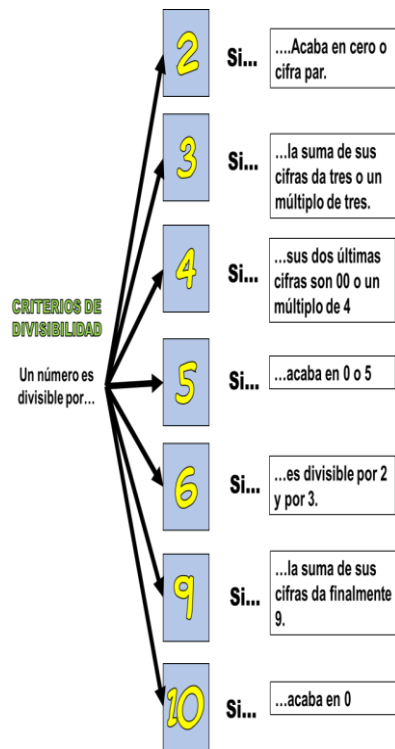 CRITERIOS DE
DIVISIBILIDAD
Un número es
divisible por…
2
Si...
….Acaba en cero o
cifra par.
3
Si...
…la suma de sus
cifras da tres o un
múltiplo de tres.
4
Si...
…sus dos últimas
cifras son 00 o un
múltiplo de 4
5
Si...
…acaba en 0 o 5
6
Si...
…es divisible por 2
y por 3.
9
Si...
…la suma de sus
cifras da finalmente
9.
10
Si...
…acaba en 0